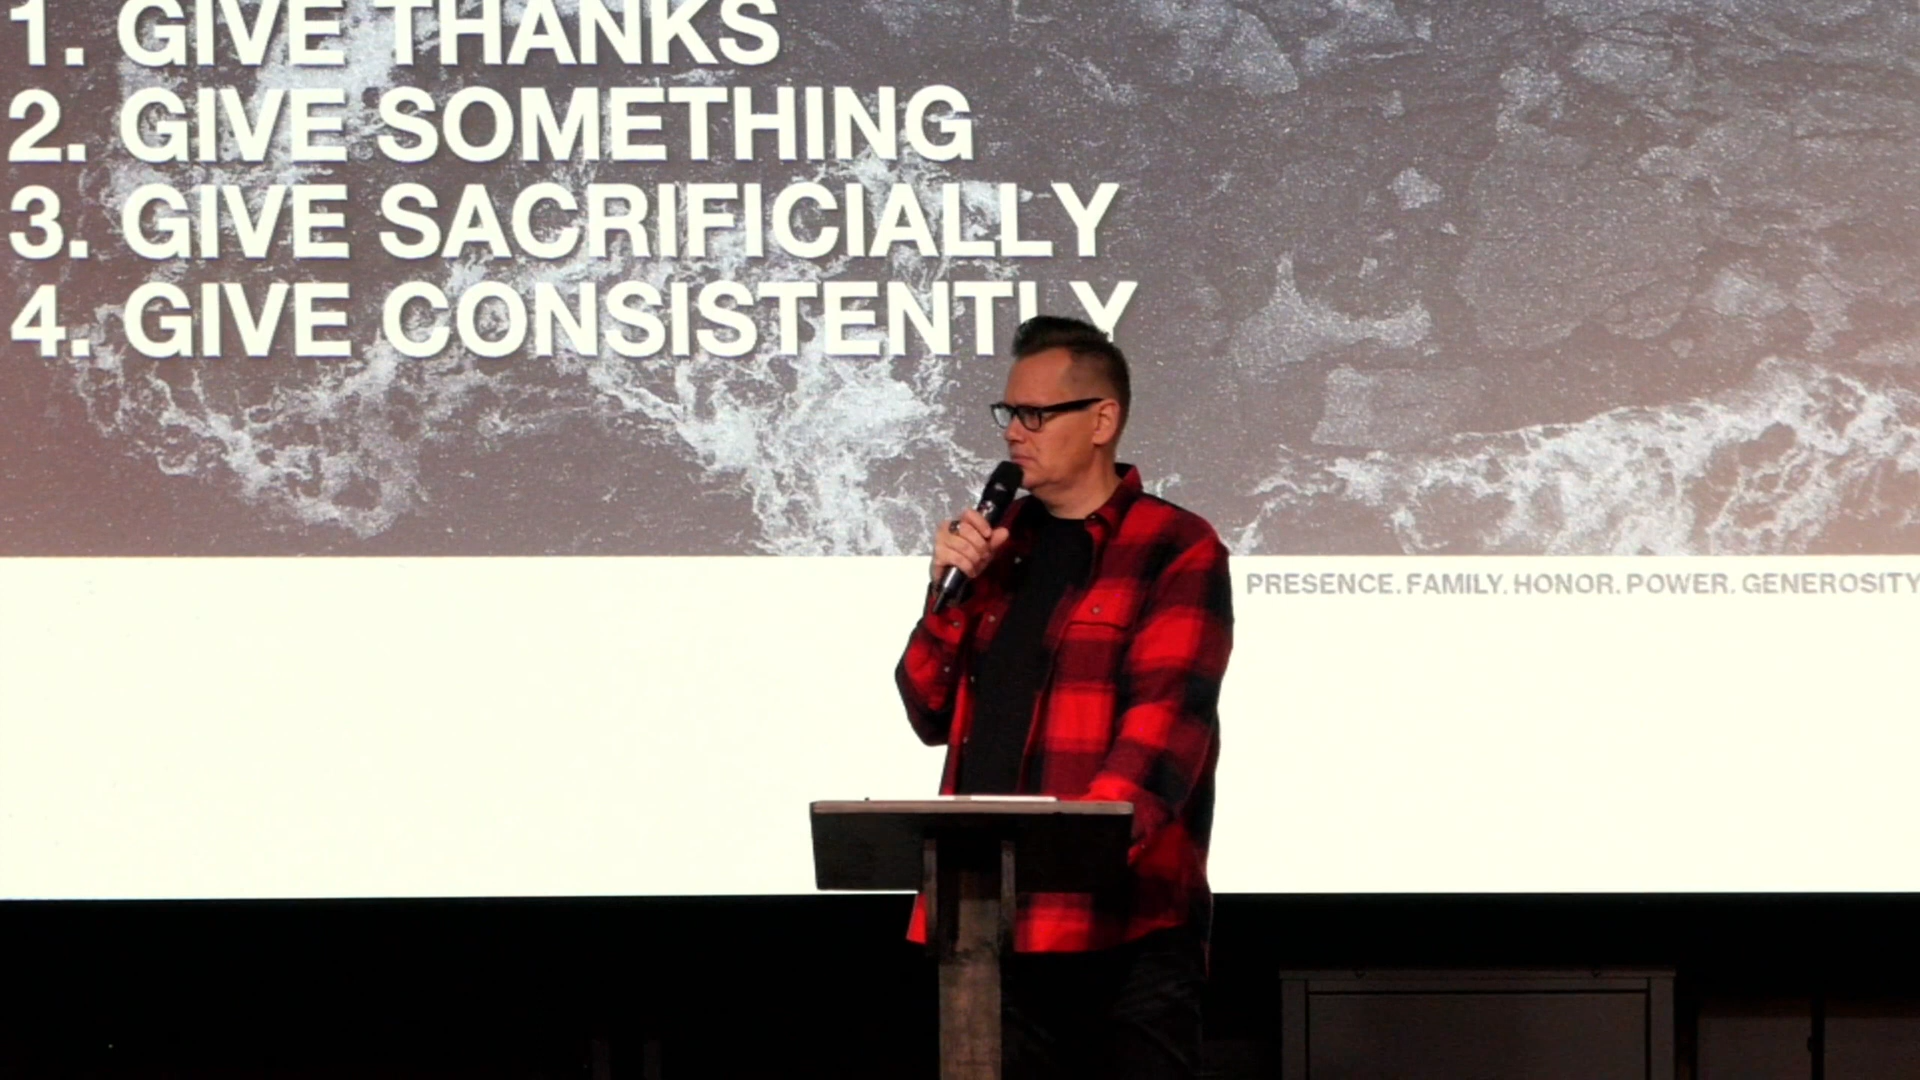 1. GIVE THANKS
2. GIVE SOMETHING
3. GIVE SACRIFICIALLY
4. GIVE CONSISTENTLY
PRESENCE. FAMILY. HONOR. POWER. GENEROSITY